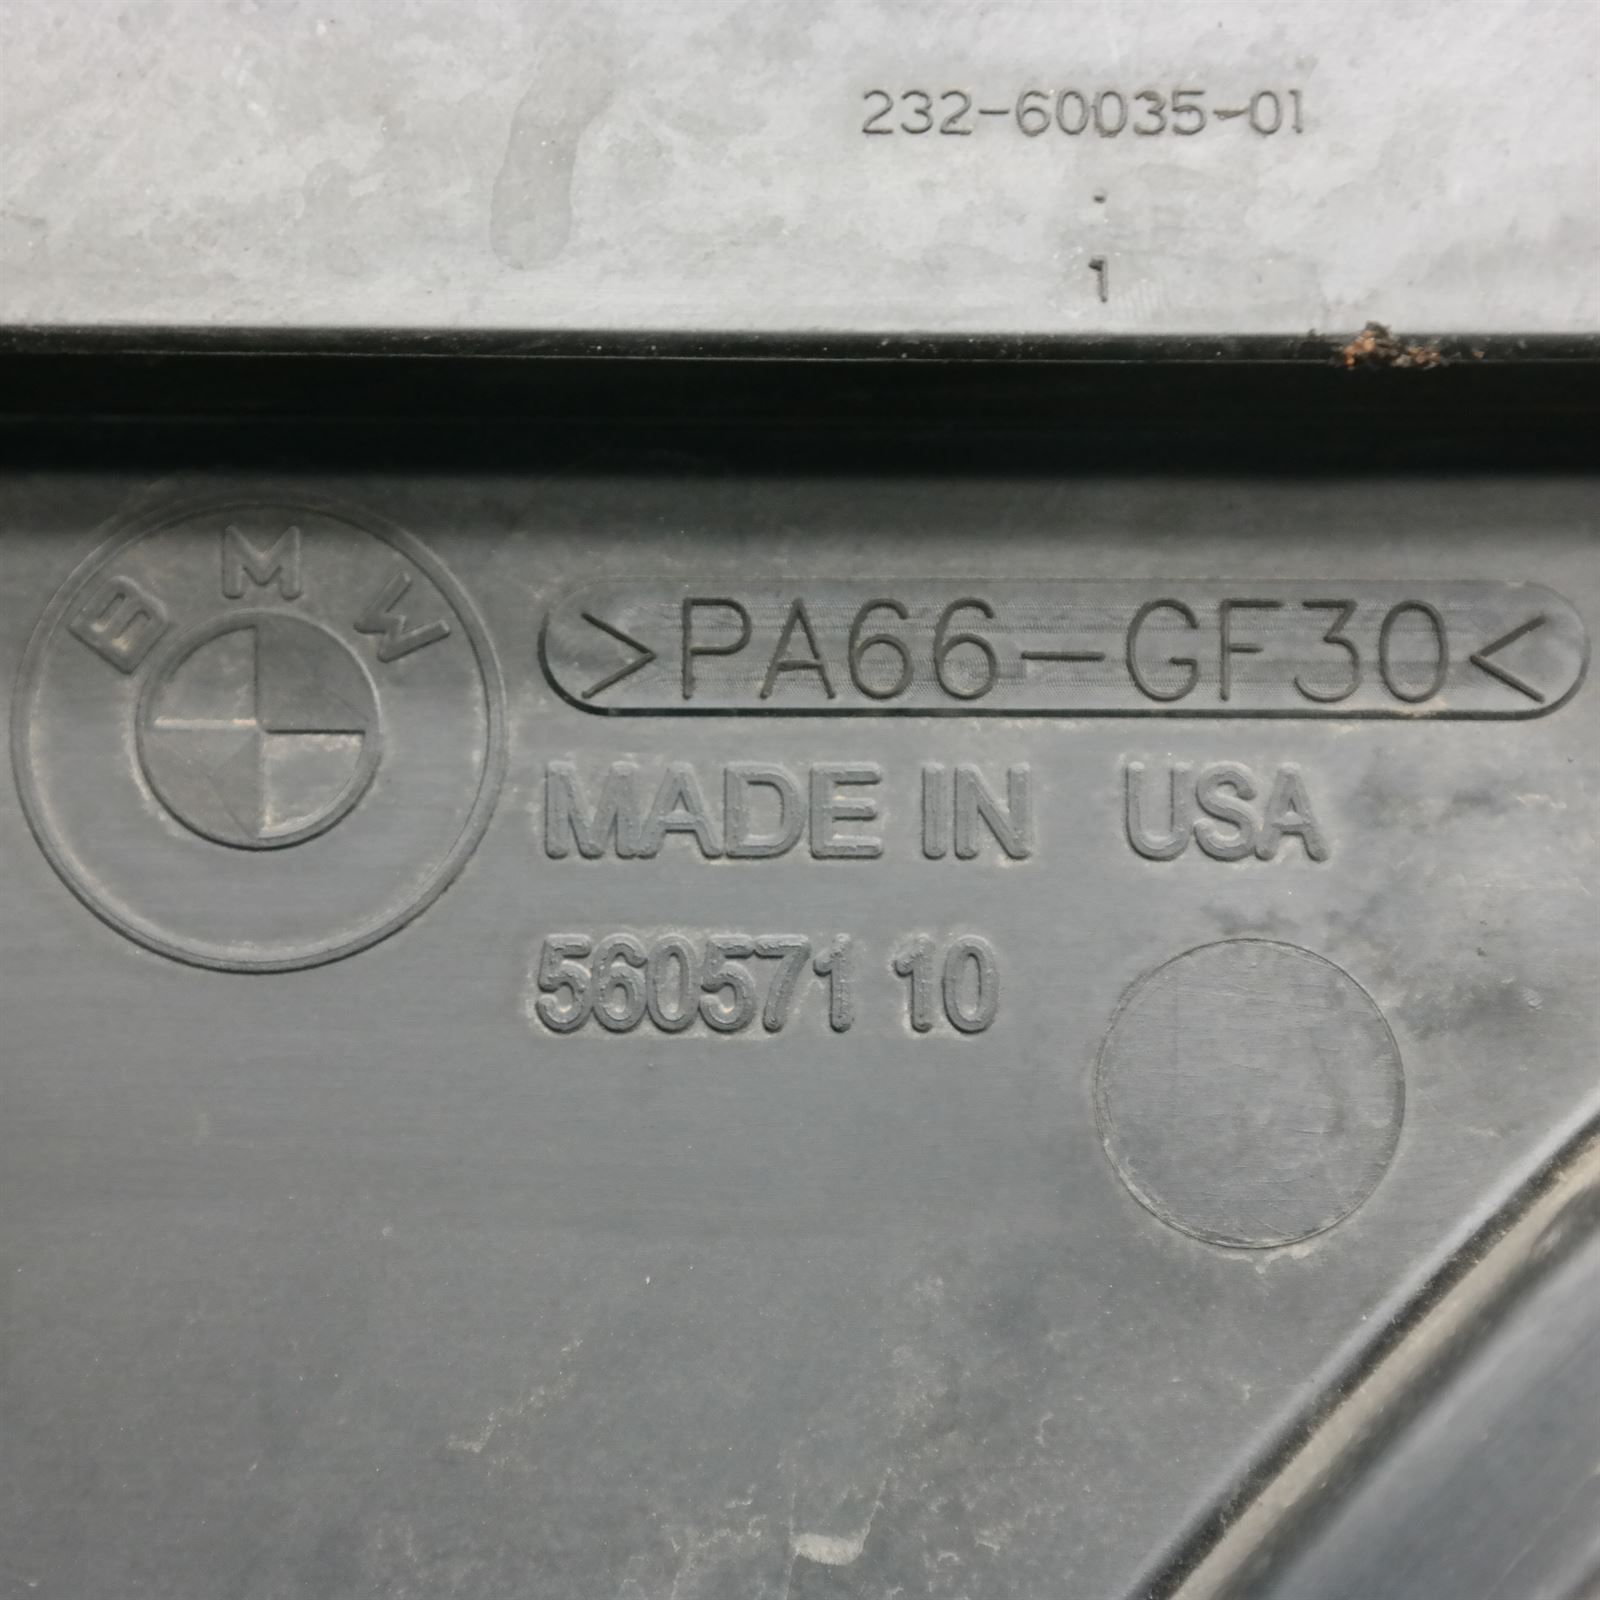 232-60035-01
1
BMW
>PA66-GF30<
MADE IN USA
560571 10